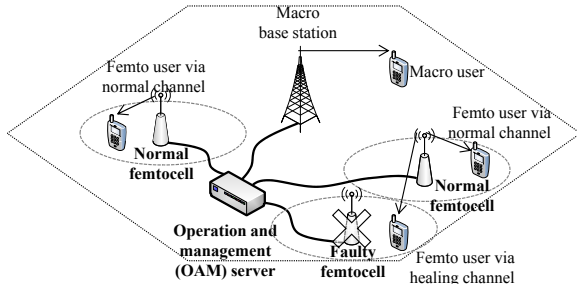 Macro
base station
Femto user via
normal channel
Macro user
Femto user via
normal channel
Normal
femtocell
Normal
femtocell
Operation and
management
(OAM) server
Faulty
femtocell
Femto user via
healing channel